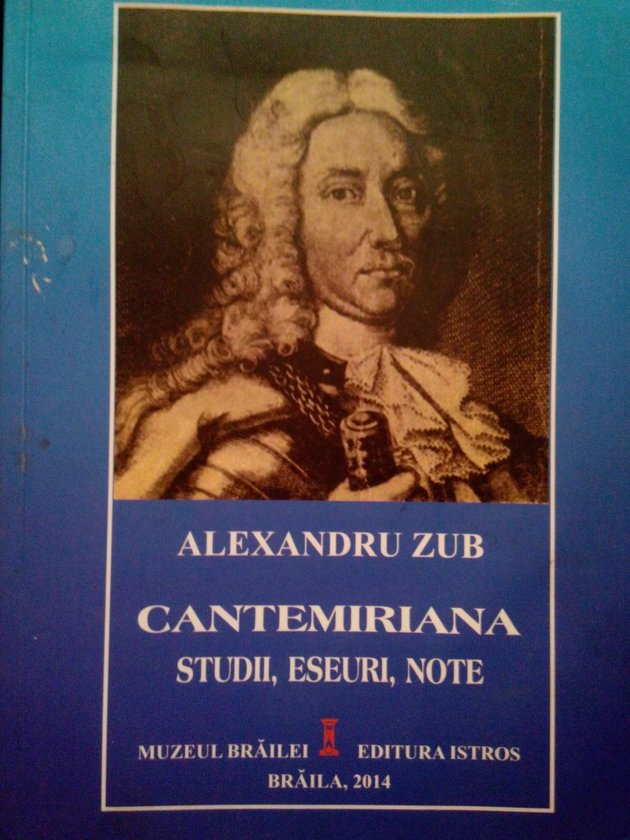 ALEXANDRU ZUB
CANTEMIRIANA
STUDII, ESEURI, NOTE
MUZEUL BRĂILEI EDITURA ISTROS
BRĂILA, 2014